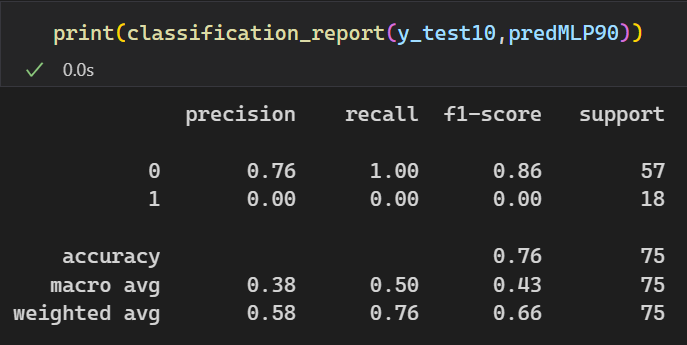 print(classification_report(y_test10,predMLP90))
✓ 0.0s
precision recall f1-score support
0 0.76 1.00 0.86 57
1 0.00 0.00 0.00 18
accuracy 0.76 75
macro avg 0.38 0.50 0.43 75
weighted avg 0.58 0.76 0.66 75